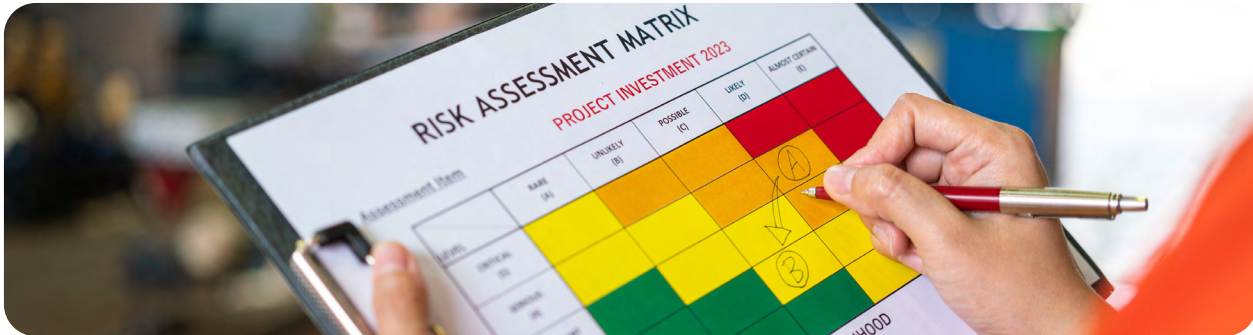 RISK ASSESSMENT MATRIX
PROJECT INVESTMENT 2023
Assessment Item
RARE
(A)
UNLIKELY
(B)
POSSIBLE
(C)
LIKELY
(D)
ALMOST CERTAIN
(E)
LEVEL
CRITICAL
(5)
SERIOUS
(4)
A
B